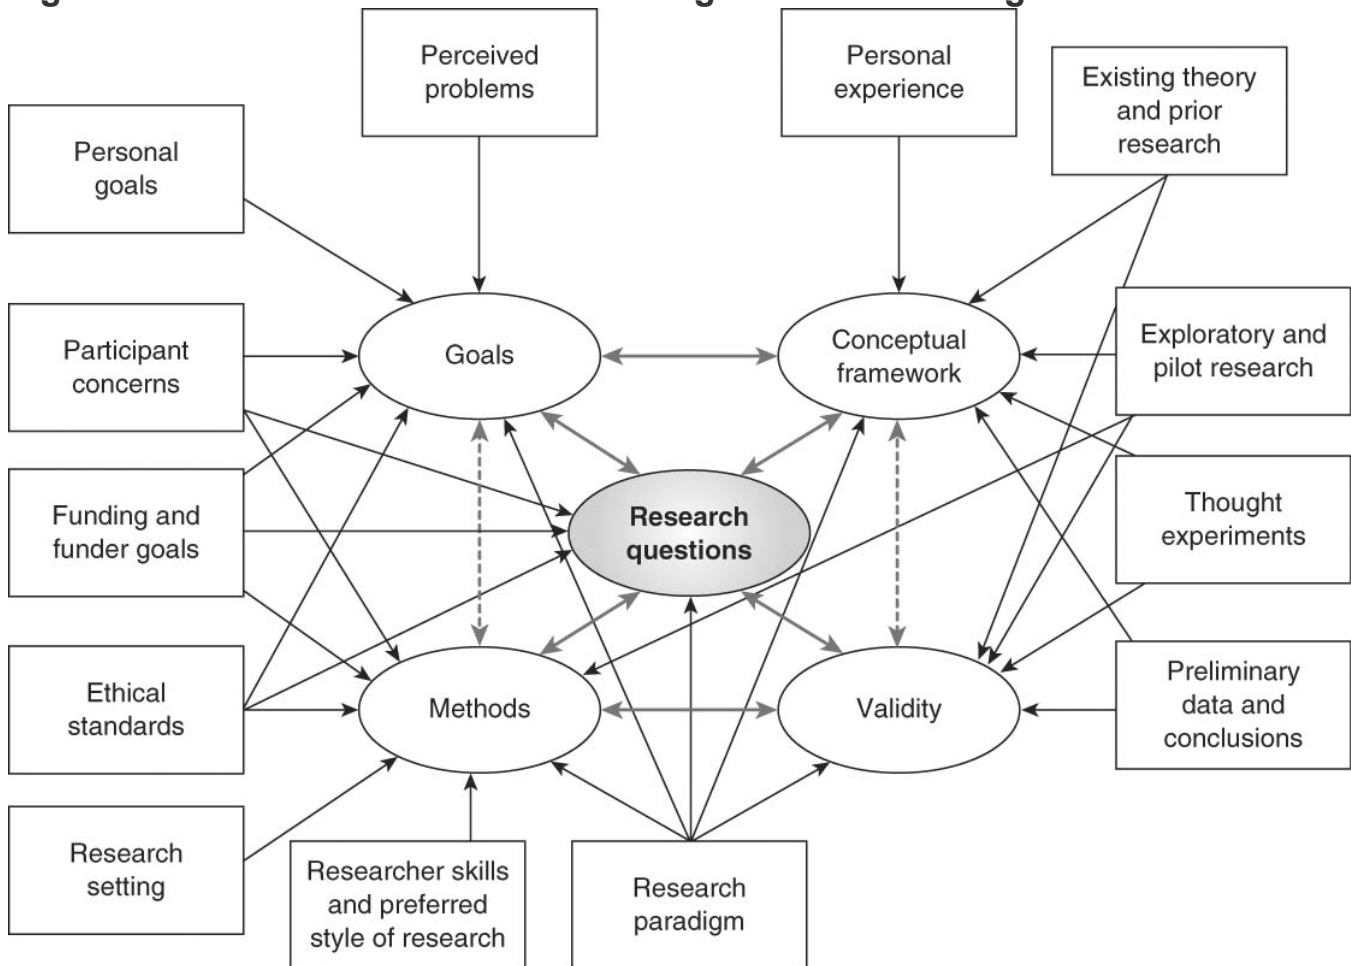 Perceived
problems
Personal
experience
Existing theory
and prior
research
Personal
goals
Participant
concerns
Goals
Conceptual
framework
Exploratory and
pilot research
Funding and
funder goals
Research
questions
Thought
experiments
Ethical
standards
Methods
Validity
Preliminary
data and
conclusions
Research
setting
Researcher skills
and preferred
style of research
Research
paradigm